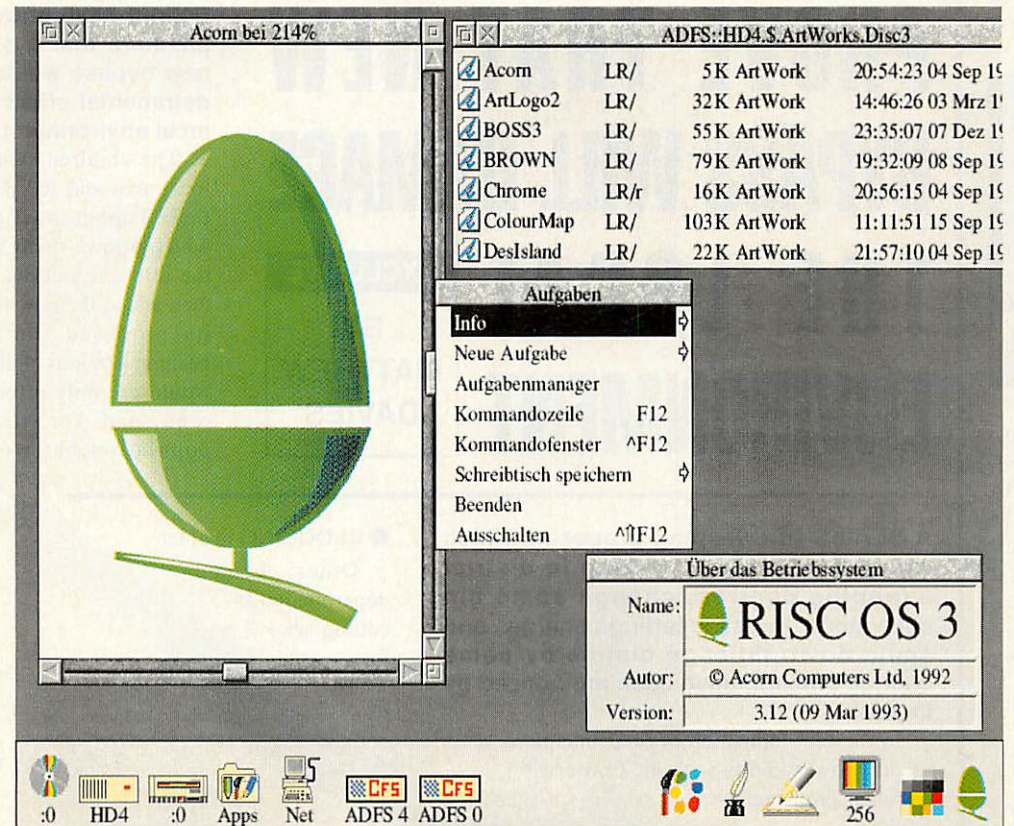 Acorn bei 214%
ADFS::HD4.$.ArtWorks.Disc3
Acorn LR/ 5K ArtWork 20:54:23 04 Sep 19
ArtLogo2 LR/ 32K ArtWork 14:46:26 03 Mrz 19
BOSS3 LR/ 55K ArtWork 23:35:07 07 Dez 19
BROWN LR/ 79K ArtWork 19:32:09 08 Sep 19
Chrome LR/r 16K ArtWork 20:56:15 04 Sep 19
ColourMap LR/ 103K ArtWork 11:11:51 15 Sep 19
DesIsland LR/ 22K ArtWork 21:57:10 04 Sep 19
Aufgaben
Info
Neue Aufgabe
Aufgabenmanager
Kommandozeile F12
Kommandofenster ^F12
Schreibtisch speichern
Beenden
Ausschalten ^⇑F12
Über das Betriebssystem
Name: RISC OS 3
Autor: © Acorn Computers Ltd, 1992
Version: 3.12 (09 Mar 1993)
CFS CFS
:0 HD4 :0 Apps Net ADFS 4 ADFS 0 256